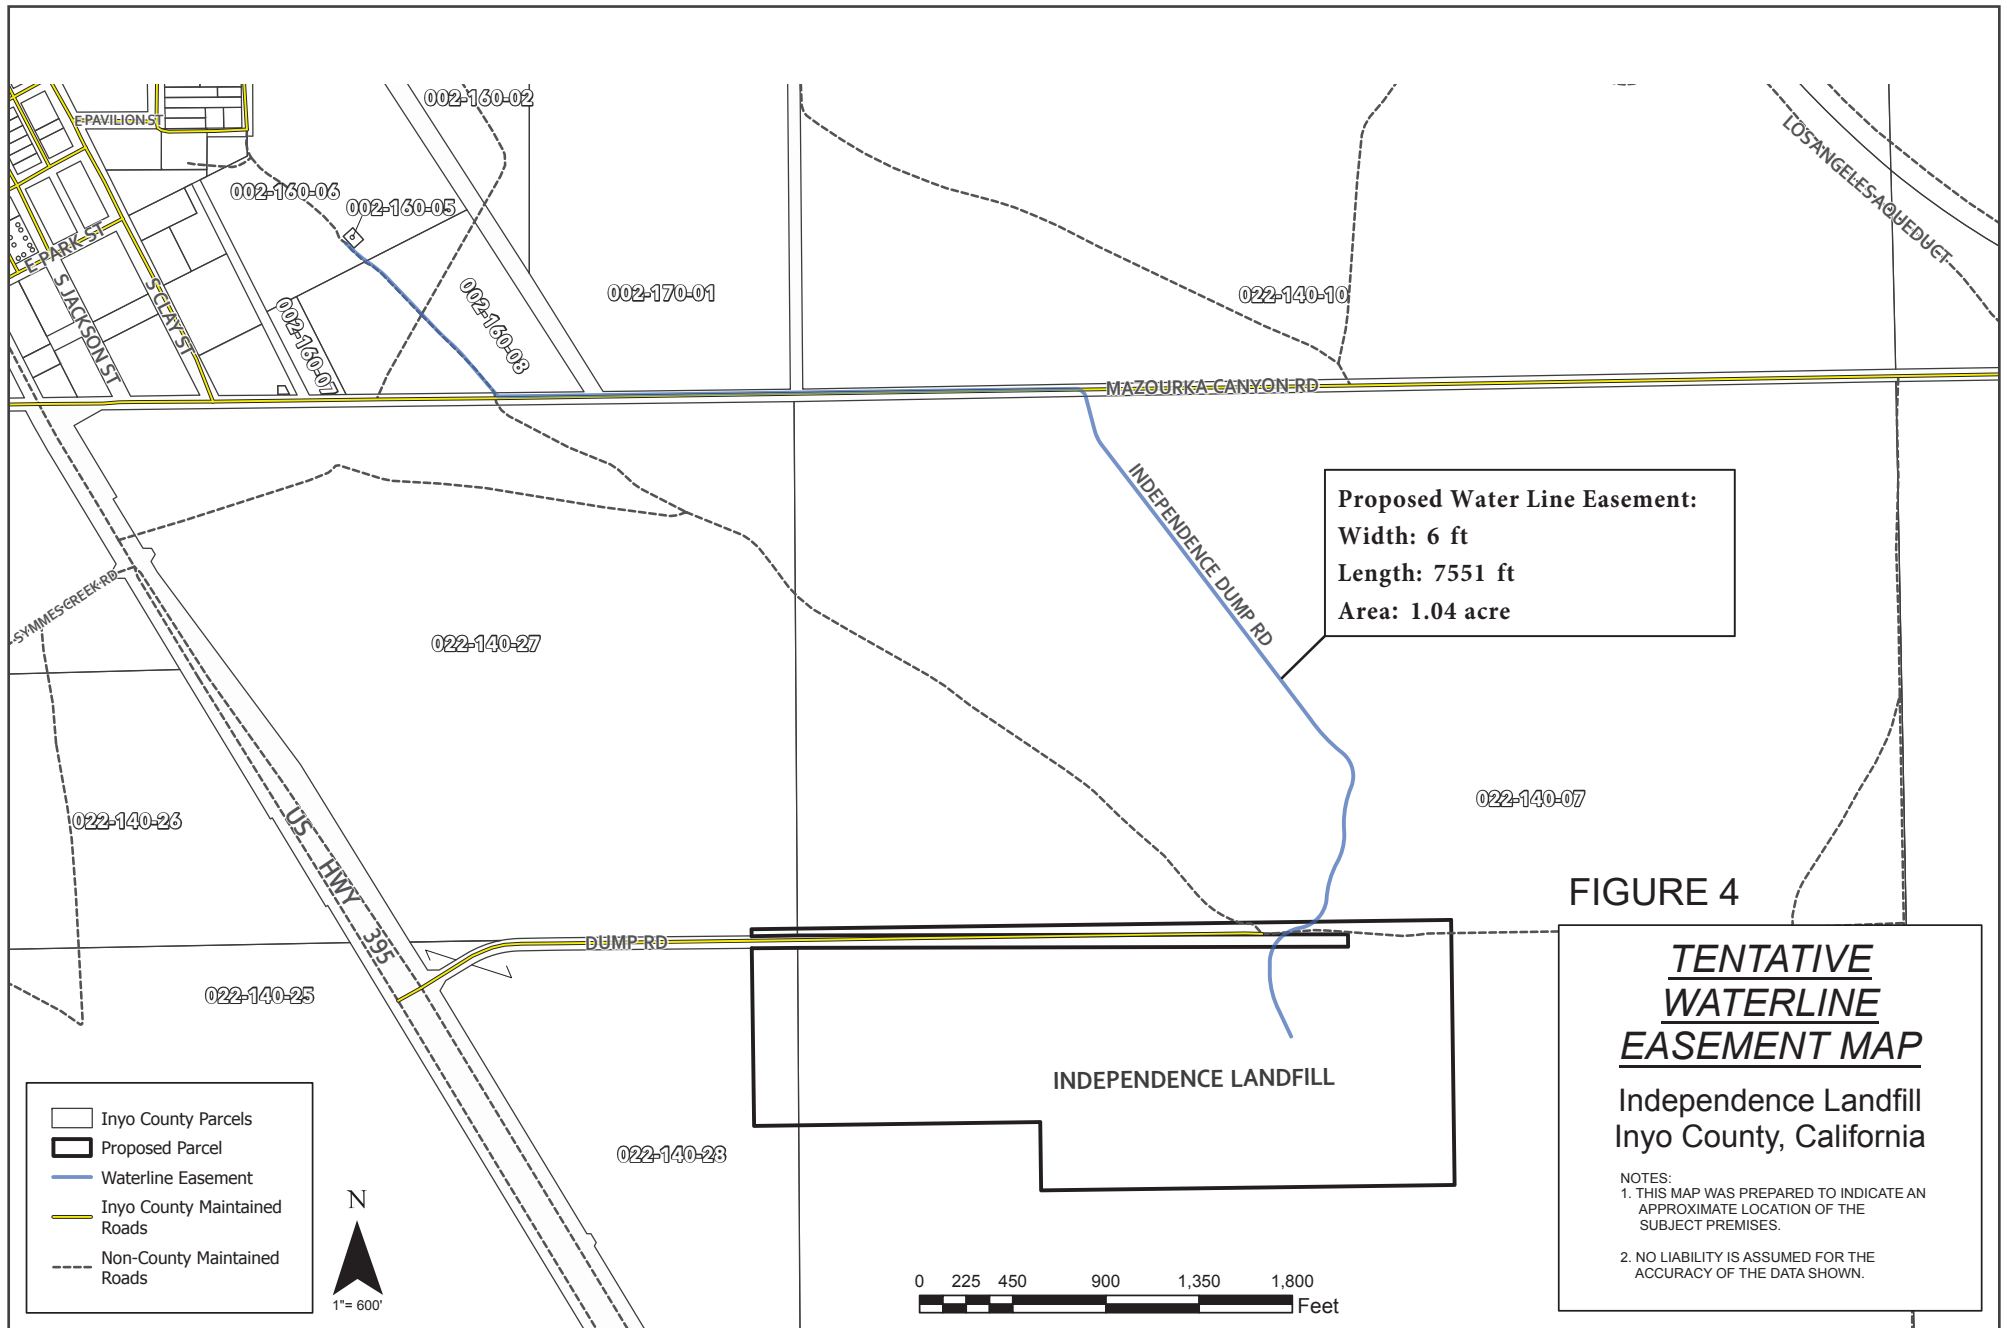 002-160-02
E PAVILION ST
LOS ANGELES AQUEDUCT
002-160-06
002-160-05
E PARK ST
S JACKSON ST
S CLAY ST
002-160-07
002-160-08
002-170-01
022-140-10
MAZOURKA CANYON RD
INDEPENDENCE DUMP RD
Proposed Water Line Easement:
Width: 6 ft
Length: 7551 ft
Area: 1.04 acre
SYMMES CREEK RD
022-140-27
022-140-26
022-140-07
US HWY 395
DUMP RD
022-140-25
INDEPENDENCE LANDFILL
022-140-28
FIGURE 4
TENTATIVE
WATERLINE
EASEMENT MAP
Independence Landfill
Inyo County, California
NOTES:
1. THIS MAP WAS PREPARED TO INDICATE AN
APPROXIMATE LOCATION OF THE
SUBJECT PREMISES.
2. NO LIABILITY IS ASSUMED FOR THE
ACCURACY OF THE DATA SHOWN.
Inyo County Parcels
Proposed Parcel
Waterline Easement
Inyo County Maintained
Roads
Non-County Maintained
Roads
N
1"= 600'
0 225 450 900 1,350 1,800
Feet